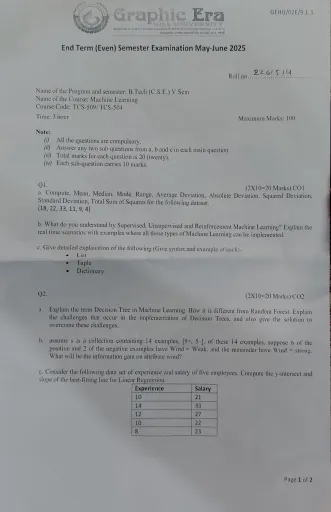 GEHU/02E/9.1.3
Graphic Era
HILL UNIVERSITY
End Term (Even) Semester Examination May-June 2025
Roll no
Name of the Program and semester: B.Tech (C.S.E.) V Sem
Name of the Course: Machine Learning
Course Code: TCS-509/ TCS-504
Time: 3 hour
Maximum Marks: 100
Note:
(i) All the questions are compulsory.
(ii) Answer any two sub questions from a, b and c in each main question
(iii) Total marks for each question is 20 (twenty).
(iv) Each sub-question carries 10 marks.
Q1. (2X10=20 Marks) CO1
a. Compute, Mean, Median, Mode, Range, Average Deviation, Absolute Deviation, Squared Deviation,
Standard Deviation, Total Sum of Squares for the following dataset.
{18, 22, 33, 11, 9, 4}
b. What do you understand by Supervised, Unsupervised and Reinforcement Machine Learning? Explain the
real time scenarios with examples where all those types of Machine Learning can be implemented.
c. Give detailed explanation of the following (Give syntax and example of each).
• List
• Tuple
• Dictionary
Q2. (2X10=20 Marks) CO2
a. Explain the term Decision Tree in Machine Learning. How it is different from Random Forest. Explain
the challenges that occur in the implementation of Decision Trees, and also give the solution to
overcome these challenges.
b. assume s is a collection containing 14 examples, [9+, 5-], of these 14 examples, suppose 6 of the
positive and 2 of the negative examples have Wind = Weak, and the remainder have Wind = strong.
What will be the information gain on attribute wind?
c. Consider the following data set of experience and salary of five employees. Compute the y-intersect and
slope of the best-fitting line for Linear Regression.
Experience Salary
10 21
14 31
12 27
10 22
8 23
Page 1 of 2